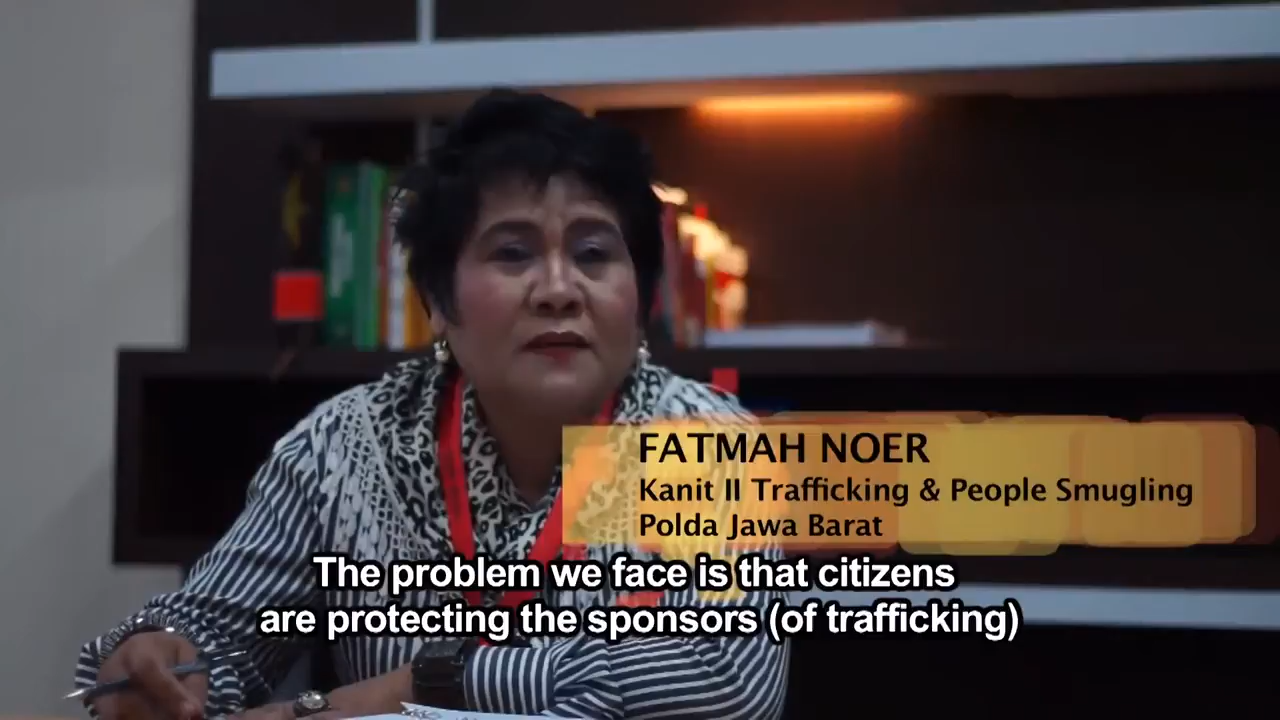 FATMAH NOER
Kanit II Trafficking & People Smugling
Polda Jawa Barat
The problem we face is that citizens
are protecting the sponsors (of trafficking)